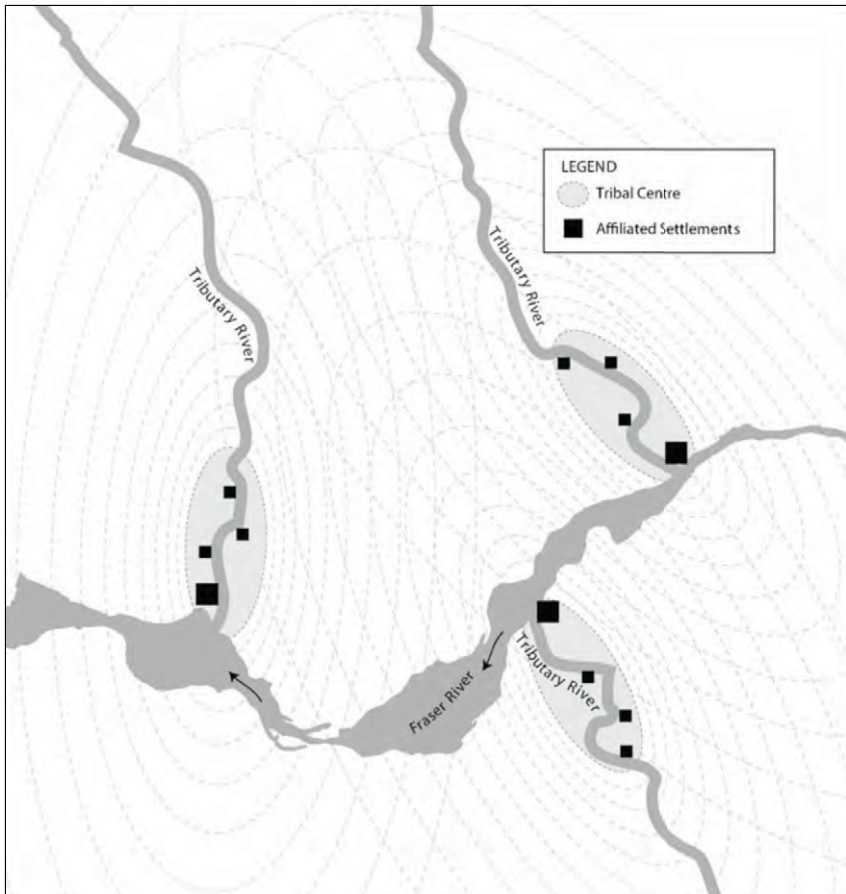 LEGEND
Tribal Centre
Affiliated Settlements
Tributary River
Tributary River
Fraser River
Tributary River